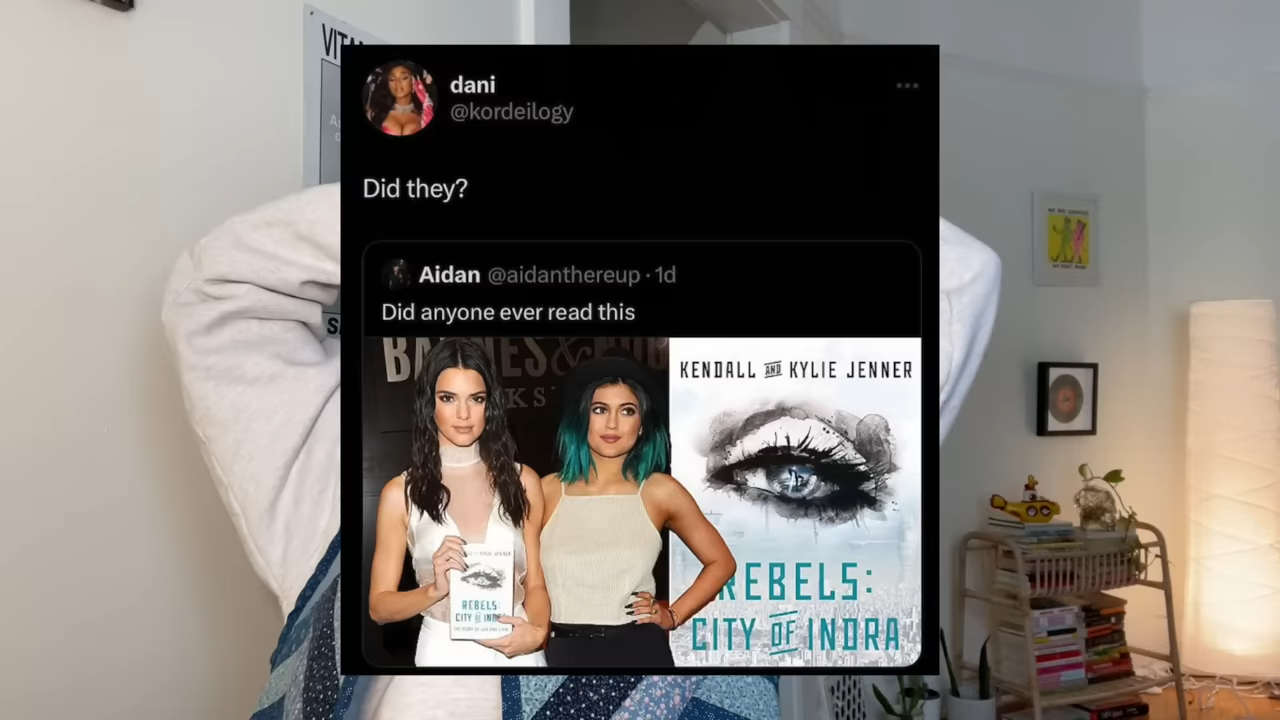 VITA
dani
@kordeilogy
Did they?
Aidan @aidanthereup · 1d
Did anyone ever read this
KENDALL AND KYLIE JENNER
REBELS:
CITY OF INDRA
REBELS:
CITY OF INDRA